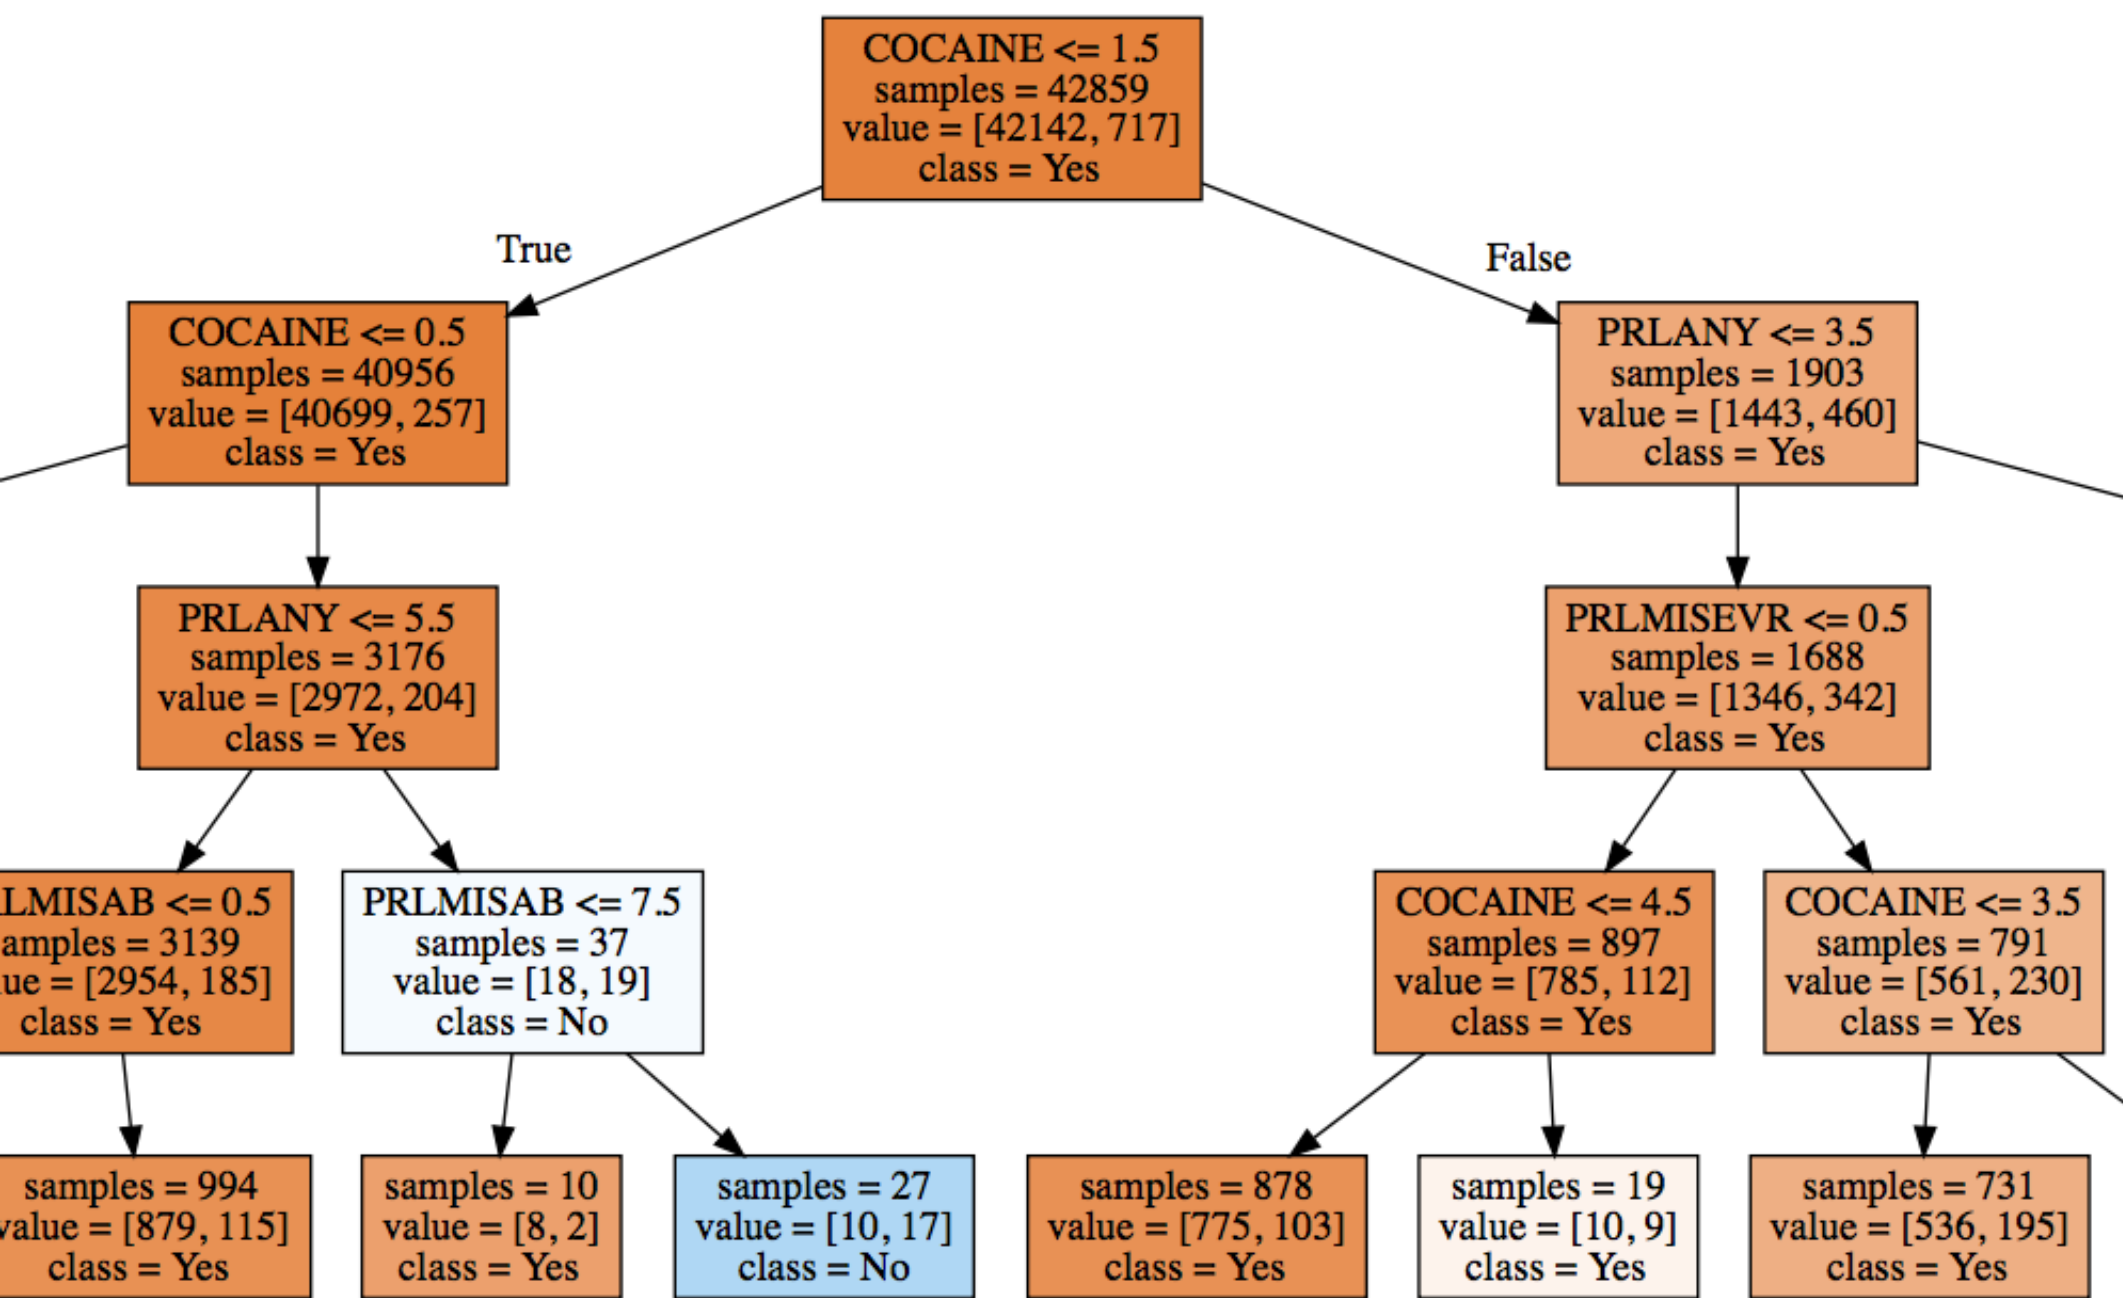 COCAINE <= 1.5
samples = 42859
value = [42142, 717]
class = Yes
True
False
COCAINE <= 0.5
samples = 40956
value = [40699, 257]
class = Yes
PRLANY <= 3.5
samples = 1903
value = [1443, 460]
class = Yes
PRLANY <= 5.5
samples = 3176
value = [2972, 204]
class = Yes
PRLMISEVR <= 0.5
samples = 1688
value = [1346, 342]
class = Yes
LMISAB <= 0.5
amples = 3139
ue = [2954, 185]
class = Yes
PRLMISAB <= 7.5
samples = 37
value = [18, 19]
class = No
COCAINE <= 4.5
samples = 897
value = [785, 112]
class = Yes
COCAINE <= 3.5
samples = 791
value = [561, 230]
class = Yes
samples = 994
value = [879, 115]
class = Yes
samples = 10
value = [8, 2]
class = Yes
samples = 27
value = [10, 17]
class = No
samples = 878
value = [775, 103]
class = Yes
samples = 19
value = [10, 9]
class = Yes
samples = 731
value = [536, 195]
class = Yes